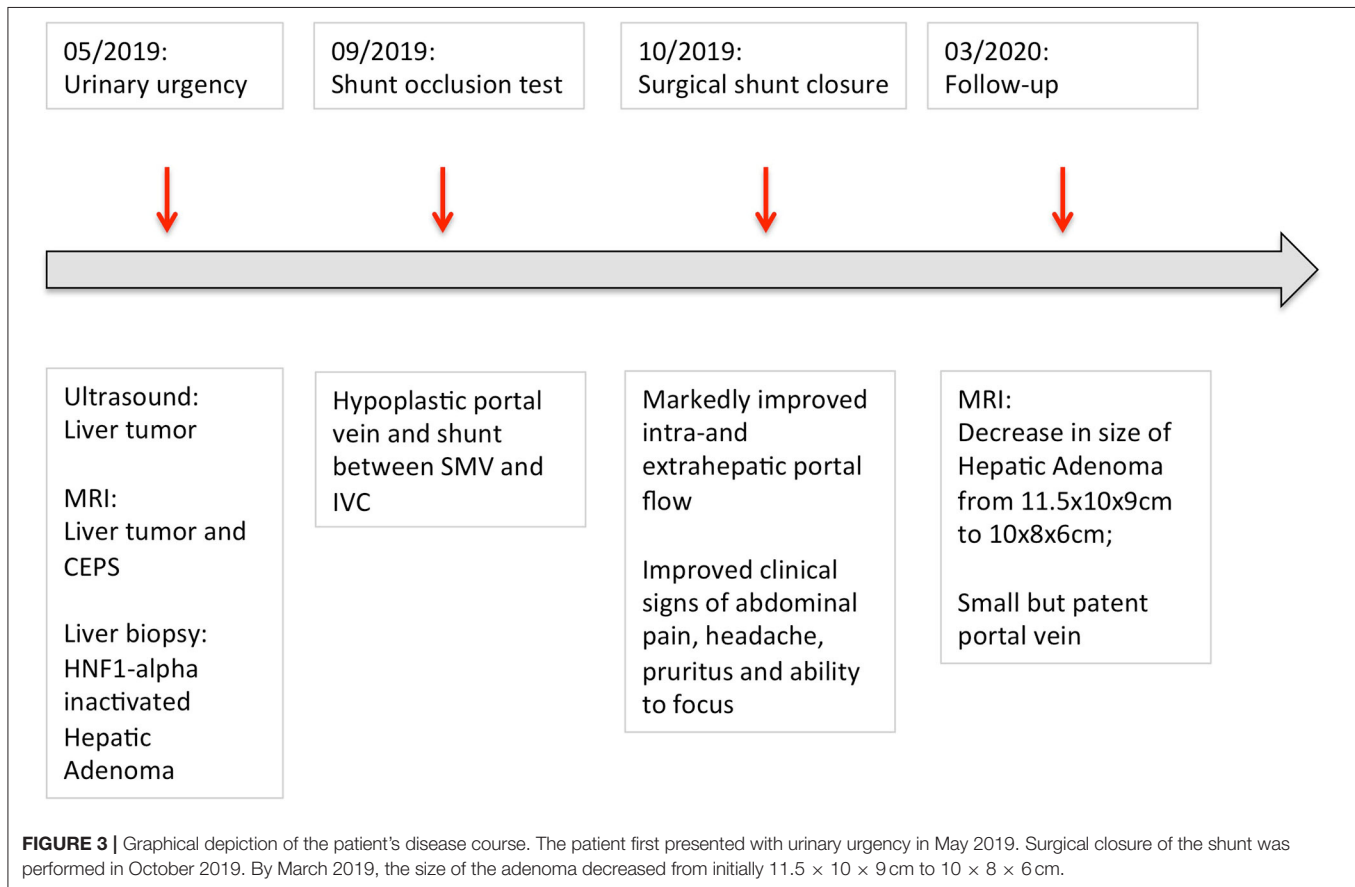 05/2019:
Urinary urgency
09/2019:
Shunt occlusion test
10/2019:
Surgical shunt closure
03/2020:
Follow-up
Ultrasound:
Liver tumor
MRI:
Liver tumor and
CEPS
Liver biopsy:
HNF1-alpha
inactivated
Hepatic
Adenoma
Hypoplastic portal
vein and shunt
between SMV and
IVC
Markedly improved
intra-and
extrahepatic portal
flow
Improved clinical
signs of abdominal
pain, headache,
pruritus and ability
to focus
MRI:
Decrease in size of
Hepatic Adenoma
from 11.5x10x9cm
to 10x8x6cm;
Small but patent
portal vein
FIGURE 3 | Graphical depiction of the patient's disease course. The patient first presented with urinary urgency in May 2019. Surgical closure of the shunt was
performed in October 2019. By March 2019, the size of the adenoma decreased from initially 11.5 × 10 × 9 cm to 10 × 8 × 6 cm.